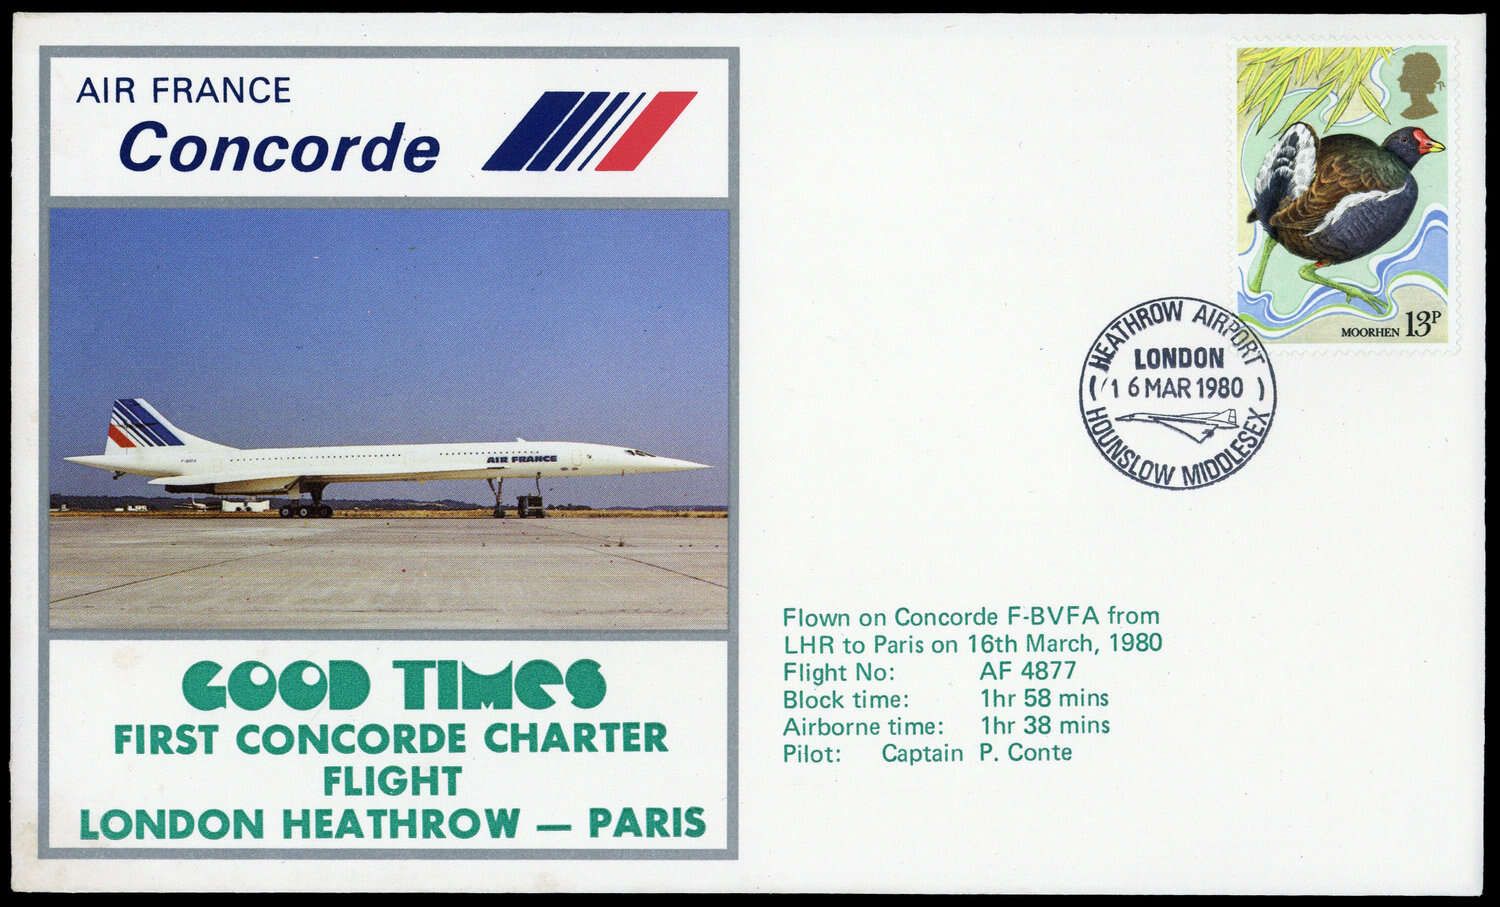 AIR FRANCE
Concorde
AIR FRANCE
GOOD TIMES
FIRST CONCORDE CHARTER
FLIGHT
LONDON HEATHROW — PARIS
MOORHEN 13P
HEATHROW AIRPORT
LONDON
16 MAR 1980
HOUNSLOW MIDDLESEX
Flown on Concorde F-BVFA from
LHR to Paris on 16th March, 1980
Flight No: AF 4877
Block time: 1hr 58 mins
Airborne time: 1hr 38 mins
Pilot: Captain P. Conte